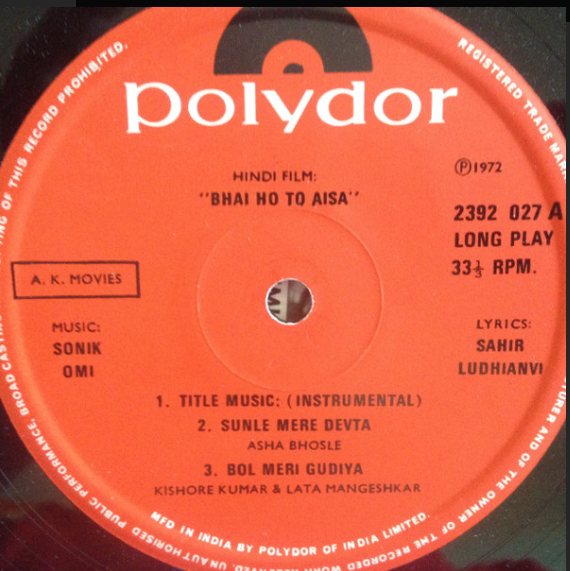 polydor
HINDI FILM:
"BHAI HO TO AISA"
Ⓟ1972
2392 027 A
LONG PLAY
33⅓ RPM.
A. K. MOVIES
MUSIC:
SONIK
OMI
LYRICS:
SAHIR
LUDHIANVI
1. TITLE MUSIC: (INSTRUMENTAL)
2. SUNLE MERE DEVTA
ASHA BHOSLE
3. BOL MERI GUDIYA
KISHORE KUMAR & LATA MANGESHKAR
MFD IN INDIA BY POLYDOR OF INDIA LIMITED.
REGISTERED TRADE
AND OF THE OWNER OF THE RECORDED WORK RESERVED. UNAUTHORISED PUBLIC PERFORMANCE, BROADCASTING
OF THIS RECORD PROHIBITED.